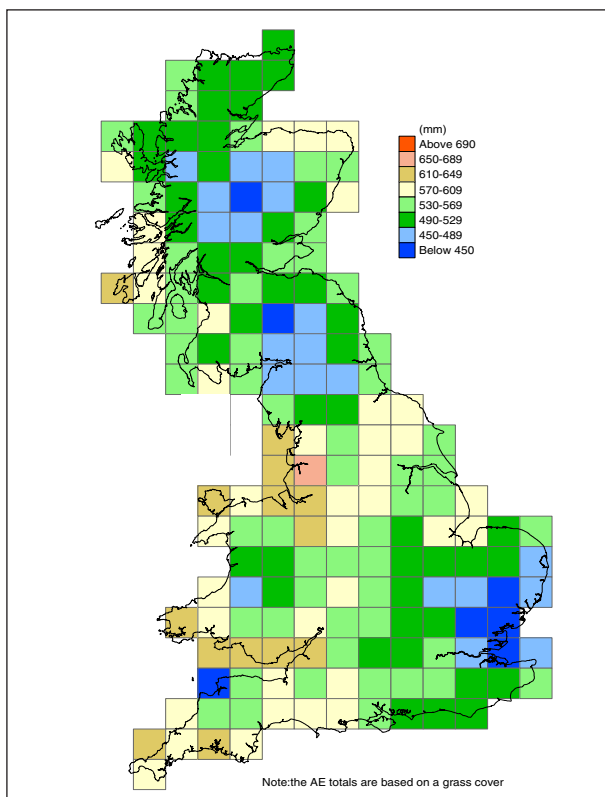 (mm)
Above 690
650-689
610-649
570-609
530-569
490-529
450-489
Below 450
Note:the AE totals are based on a grass cover